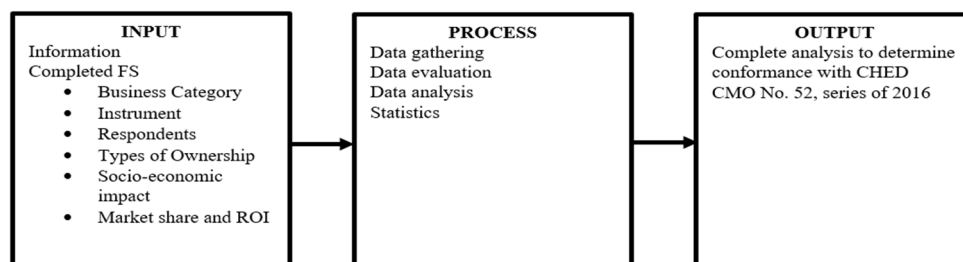 INPUT
Information
Completed FS
• Business Category
• Instrument
• Respondents
• Types of Ownership
• Socio-economic
impact
• Market share and ROI
PROCESS
Data gathering
Data evaluation
Data analysis
Statistics
OUTPUT
Complete analysis to determine
conformance with CHED
CMO No. 52, series of 2016